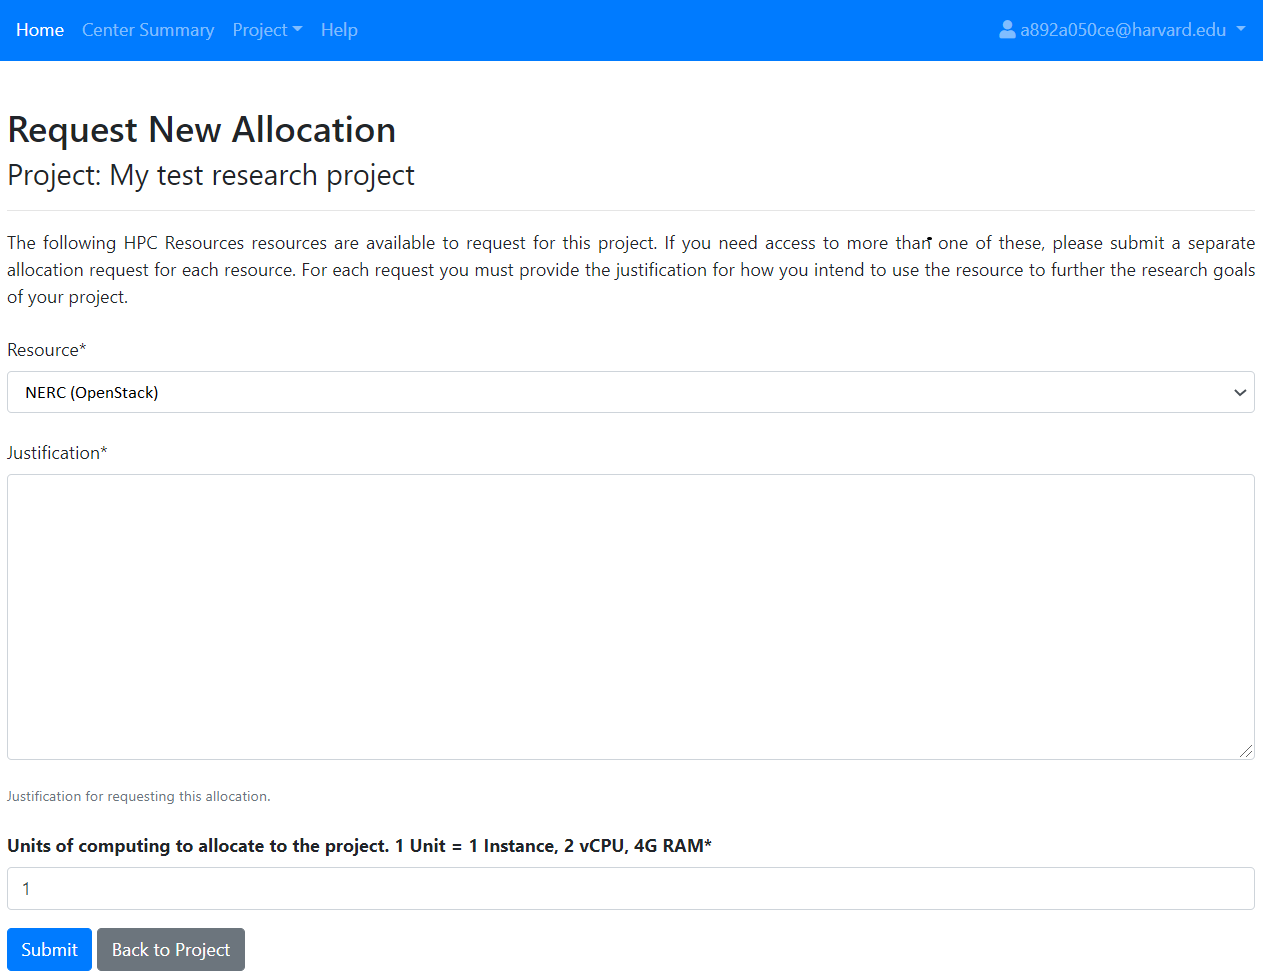 Home Center Summary Project Help a892a050ce@harvard.edu
Request New Allocation
Project: My test research project
The following HPC Resources resources are available to request for this project. If you need access to more than one of these, please submit a separate
allocation request for each resource. For each request you must provide the justification for how you intend to use the resource to further the research goals
of your project.
Resource*
NERC (OpenStack)
Justification*
Justification for requesting this allocation.
Units of computing to allocate to the project. 1 Unit = 1 Instance, 2 vCPU, 4G RAM*
1
Submit Back to Project